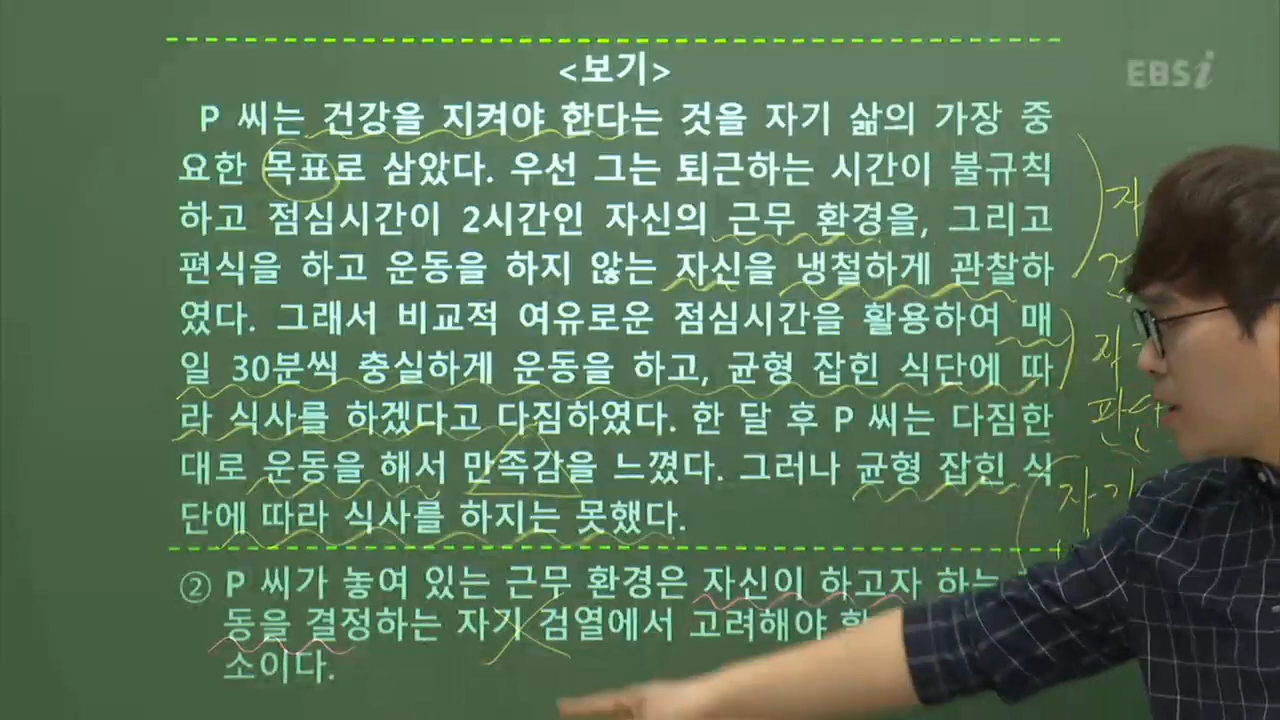 EBSi
<보기>
P 씨는 건강을 지켜야 한다는 것을 자기 삶의 가장 중
요한 목표로 삼았다. 우선 그는 퇴근하는 시간이 불규칙
하고 점심시간이 2시간인 자신의 근무 환경을, 그리고
편식을 하고 운동을 하지 않는 자신을 냉철하게 관찰하
였다. 그래서 비교적 여유로운 점심시간을 활용하여 매
일 30분씩 충실하게 운동을 하고, 균형 잡힌 식단에 따
라 식사를 하겠다고 다짐하였다. 한 달 후 P 씨는 다짐한
대로 운동을 해서 만족감을 느꼈다. 그러나 균형 잡힌 식
단에 따라 식사를 하지는 못했다.
② P 씨가 놓여 있는 근무 환경은 자신이 하고자 하는
동을 결정하는 자기 검열에서 고려해야
소이다.